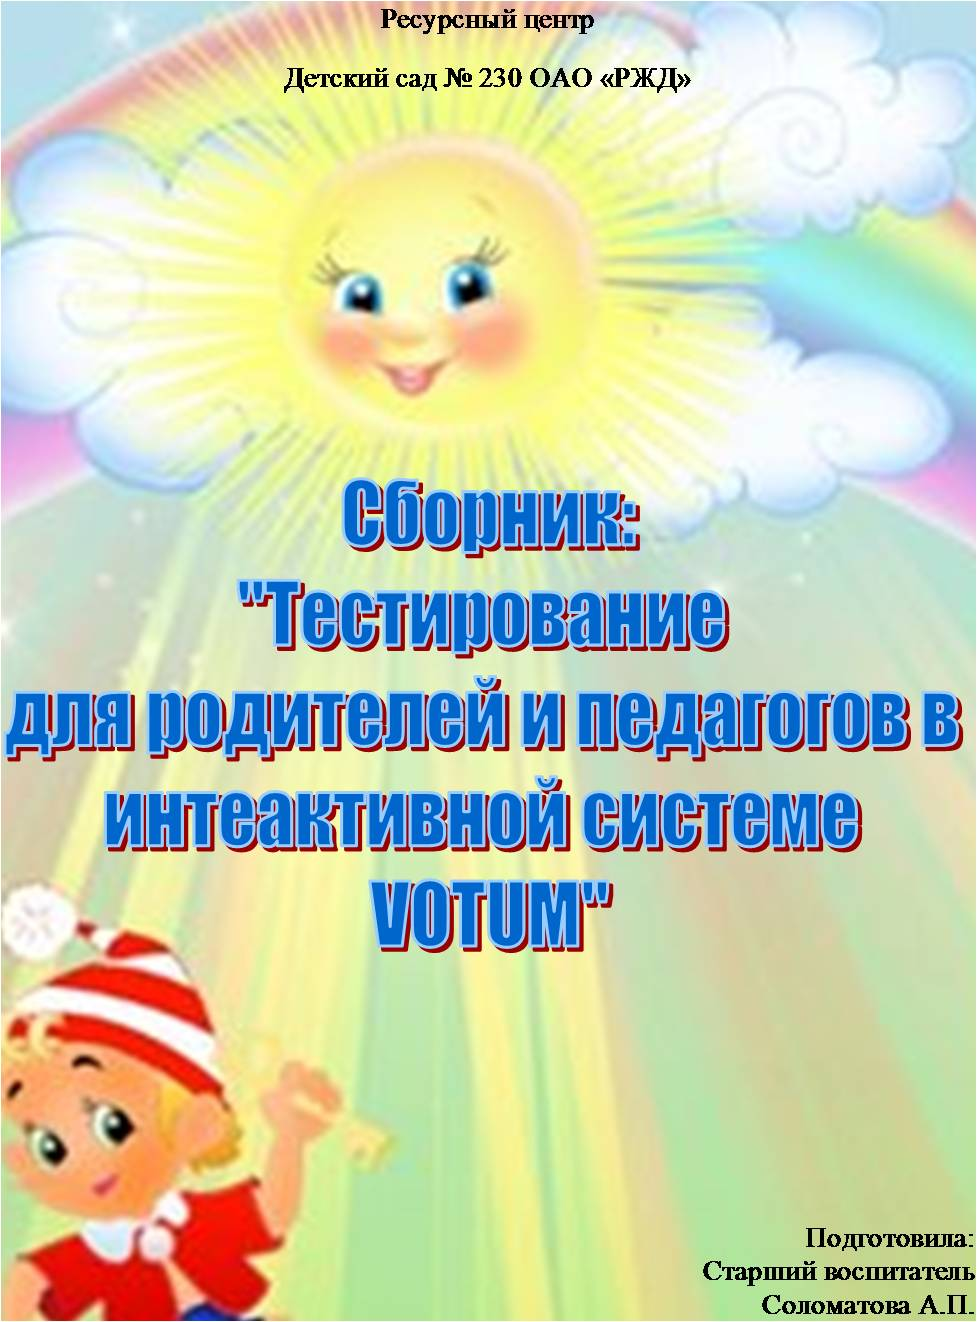 Ресурсный центр
Детский сад № 230 ОАО «РЖД»
Сборник:
"Тестирование
для родителей и педагогов в
интеактивной системе
VOTUM"
Подготовила:
Старший воспитатель
Соломатова А.П.